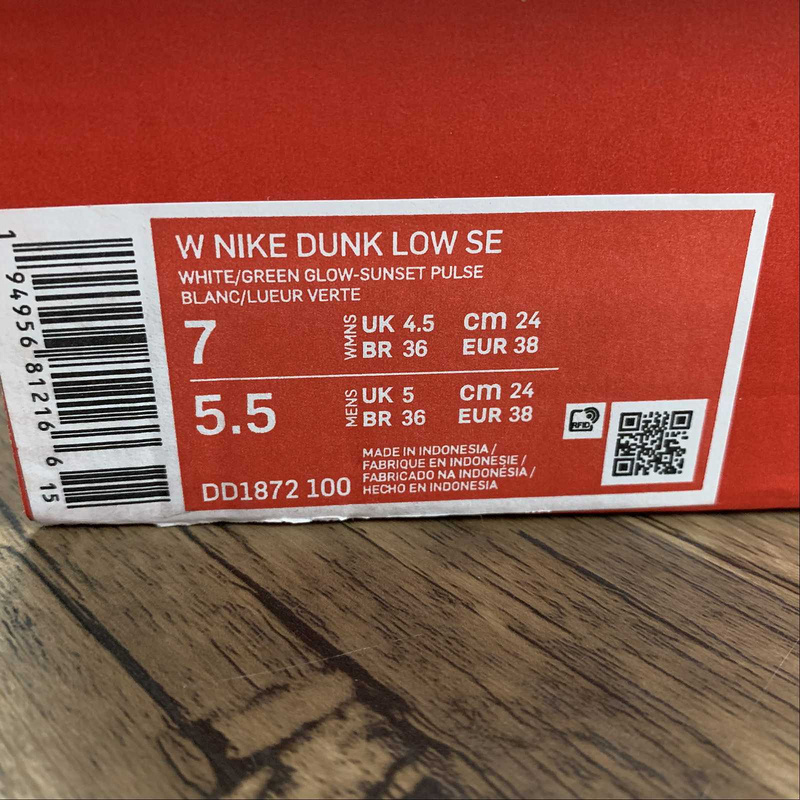 W NIKE DUNK LOW SE
WHITE/GREEN GLOW-SUNSET PULSE
BLANC/LUEUR VERTE
7 WMNS UK 4.5 cm 24
BR 36 EUR 38
5.5 MENS UK 5 cm 24
BR 36 EUR 38
DD1872 100
MADE IN INDONESIA /
FABRIQUE EN INDONESIE /
FABRICADO NA INDONÉSIA /
HECHO EN INDONESIA
RFID
1 94956 81216 6 15